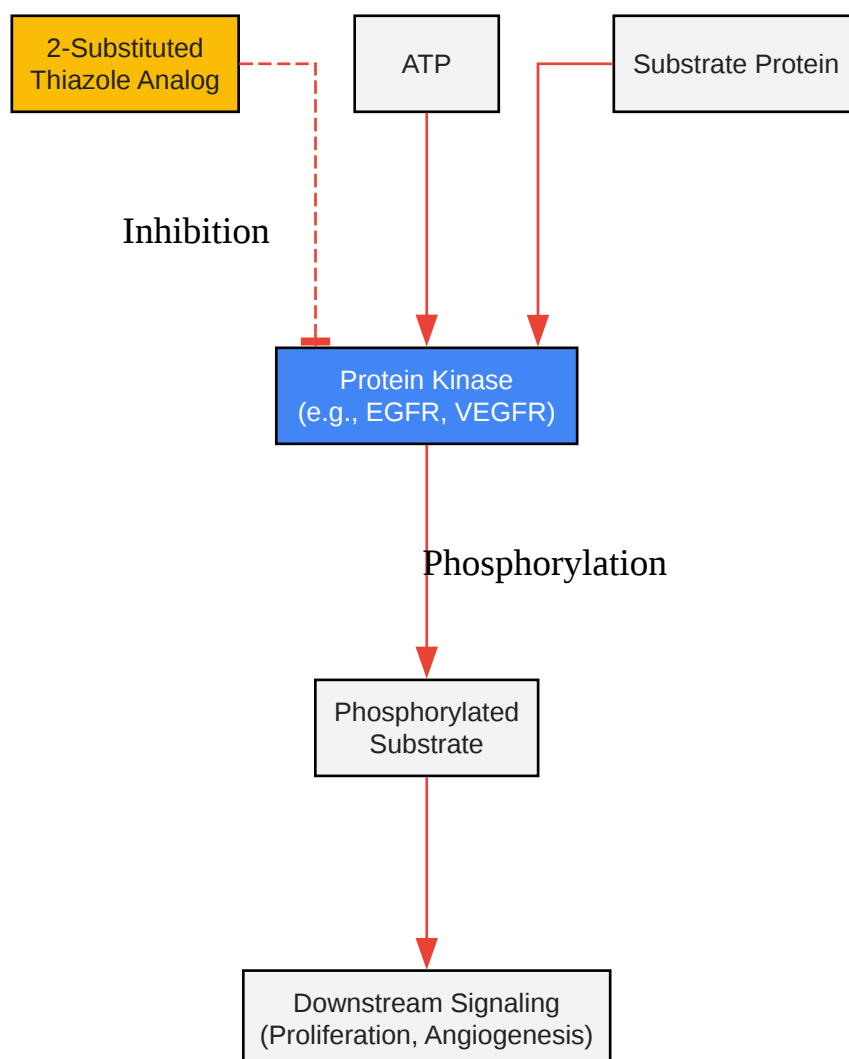 2-Substituted
Thiazole Analog
ATP
Substrate Protein
Inhibition
Protein Kinase
(e.g., EGFR, VEGFR)
Phosphorylation
Phosphorylated
Substrate
Downstream Signaling
(Proliferation, Angiogenesis)